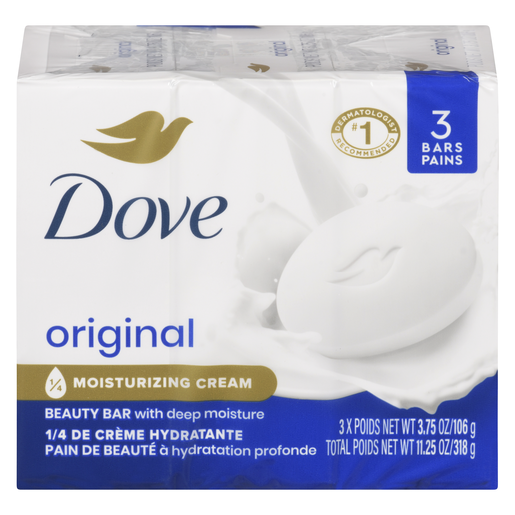 DERMATOLOGIST
#1
RECOMMENDED
3
BARS
PAINS
Dove
original
1/4 MOISTURIZING CREAM
BEAUTY BAR with deep moisture
1/4 DE CRÈME HYDRATANTE
PAIN DE BEAUTÉ à hydratation profonde
3 X POIDS NET WT 3.75 OZ/106 g
TOTAL POIDS NET WT 11.25 OZ/318 g